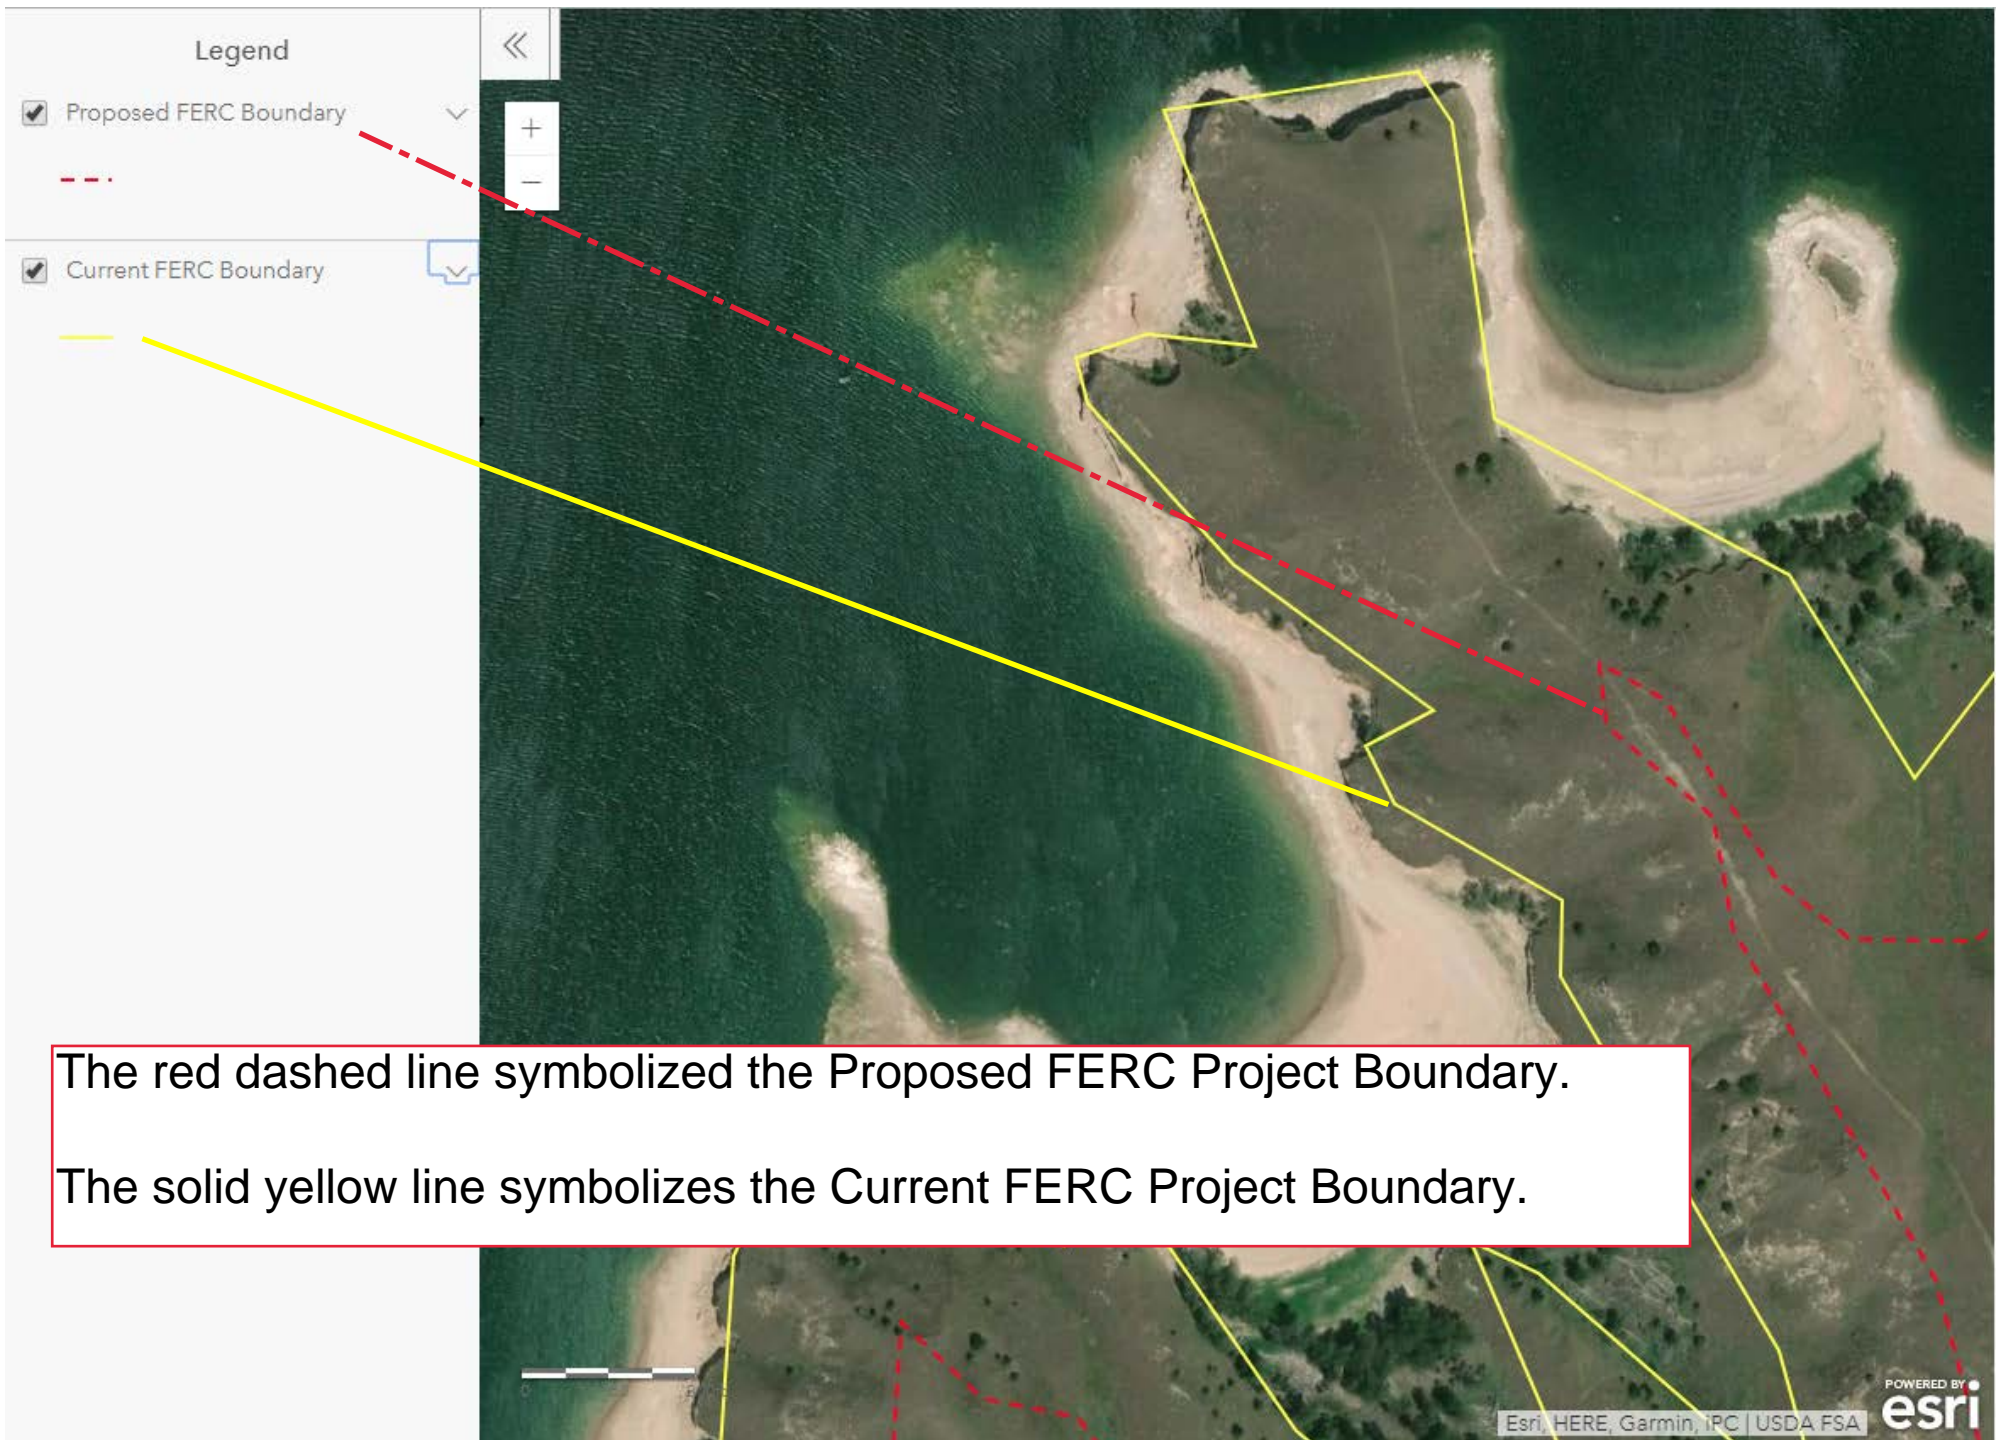 Legend
Proposed FERC Boundary
Current FERC Boundary
The red dashed line symbolized the Proposed FERC Project Boundary.
The solid yellow line symbolizes the Current FERC Project Boundary.
0
POWERED BY
esri
Esri, HERE, Garmin, iPC | USDA FSA